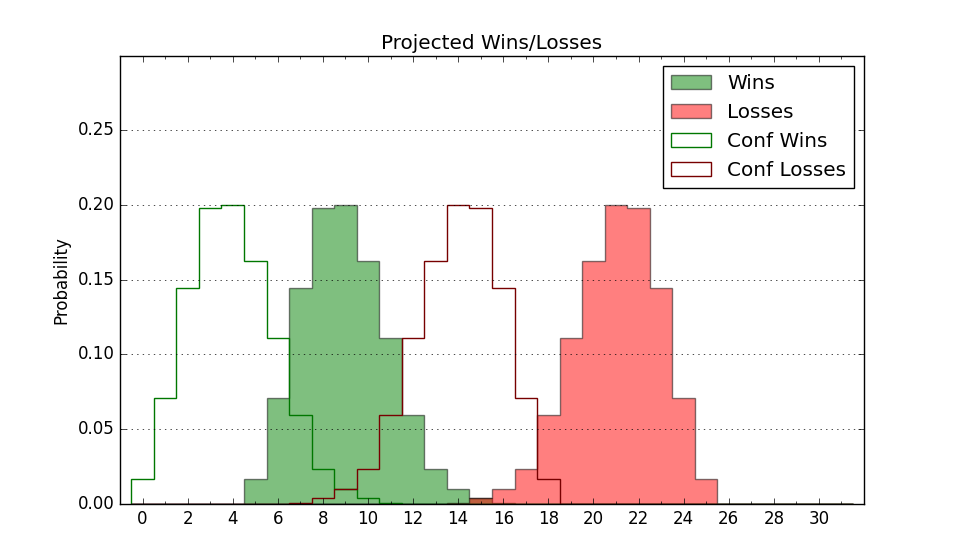 Projected Wins/Losses
Wins
Losses
Conf Wins
Conf Losses
Probability
0.25
0.20
0.15
0.10
0.05
0.00
0 2 4 6 8 10 12 14 16 18 20 22 24 26 28 30